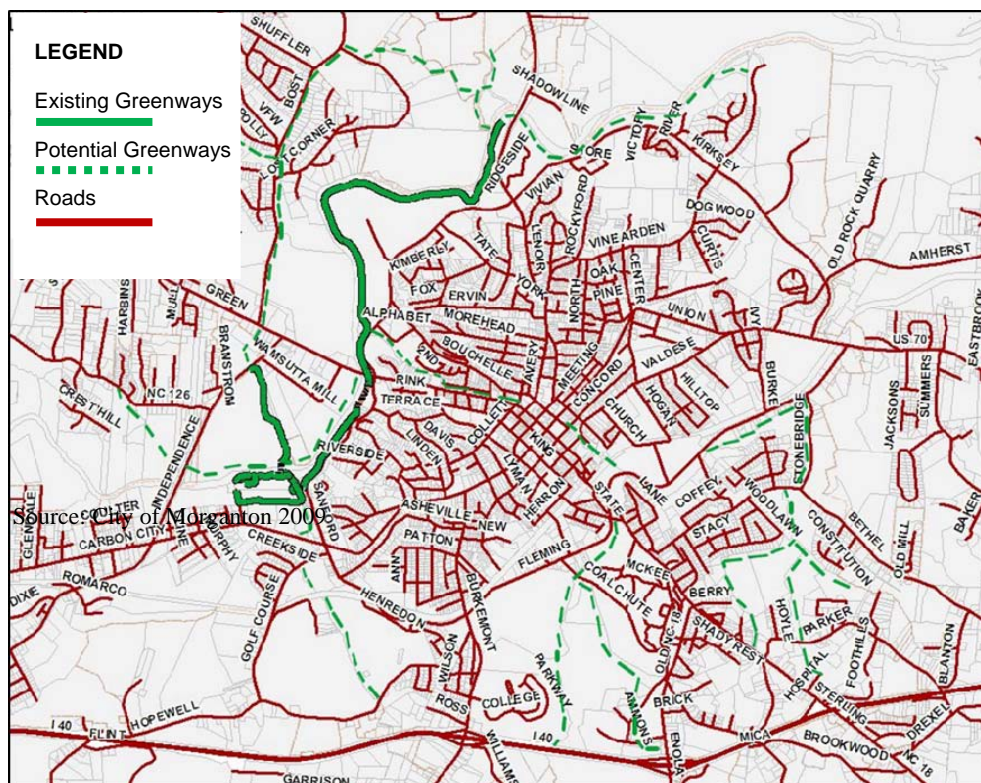 LEGEND
Existing Greenways
Potential Greenways
Roads
SHUFFLER
BOST
VFW
POLLY
LOST CORNER
SHADOWLINE
RIDGESIDE
STORE
VICTORY
RIVER
KIRKSEY
VIVIAN
ROCKYFORD
LENOIR
DOGWOOD
OLD ROCK QUARRY
AMHERST
VINEARDEN
CURTIS
CENTER
KIMBERLY
TATE
YORK
NORTH
OAK
PINE
FOX
ERVIN
ALPHABET
MOREHEAD
UNION
IVY
EASTBROOK
HARBINS
MULL
GREEN
BRANSTROM
WAMSUTTA MILL
2ND
BOUCHELLE
AVERY
MEETING
CONCORD
VALDESE
BURKE
US 70
RINK
TERRACE
NC 126
CREST HILL
COLLETT
CHURCH
HOGAN
HILLTOP
JACKSONS
SUMMERS
DAVIS
LINDEN
KING
INDEPENDENCE
RIVERSIDE
LYMAN
HERRON
STATE
LANE
COFFEY
STONEBRIDGE
WOODLAWN
CONSTITUTION
BETHEL
OLD MILL
BAKER
SANFORD
ASHEVILLE
NEW
STACY
COULTER
Source: City of Morganton 2009
CARBON CITY
MURPHY
CREEKSIDE
PATTON
ANN
FLEMING
MCKEE
COAL CHUTE
BERRY
ROMARCO
DIXIE
GOLF COURSE
HENREDON
BURKEMONT
WILSON
OLD NC 18
SHADY REST
HOYLE
PARKER
FOOTHILLS
BLANTON
HOSPITAL
STERLING
PARKWAY
AMMONS
BRICK
COLLEGE
ROSS
HOPEWELL
I 40
FLINT
I 40
WILLIAMS
ENOLA
MICA
BROOKWOOD
DREXEL
NC 18
GARRISON